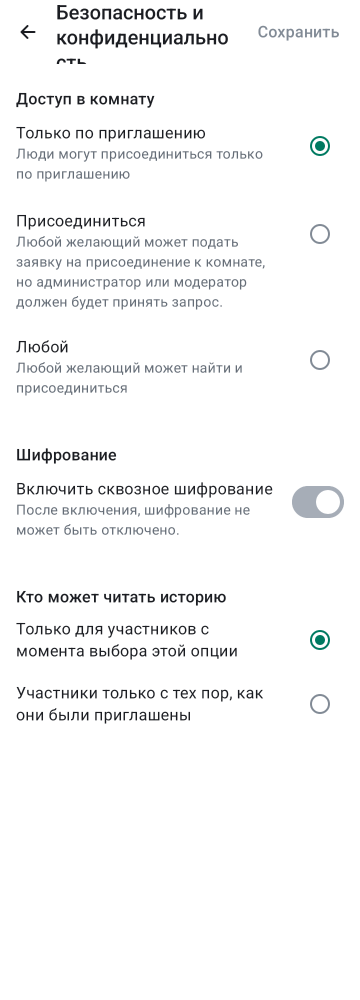 Безопасность и
конфиденциально
сть
Сохранить
Доступ в комнату
Только по приглашению
Люди могут присоединиться только
по приглашению
Присоединиться
Любой желающий может подать
заявку на присоединение к комнате,
но администратор или модератор
должен будет принять запрос.
Любой
Любой желающий может найти и
присоединиться
Шифрование
Включить сквозное шифрование
После включения, шифрование не
может быть отключено.
Кто может читать историю
Только для участников с
момента выбора этой опции
Участники только с тех пор, как
они были приглашены